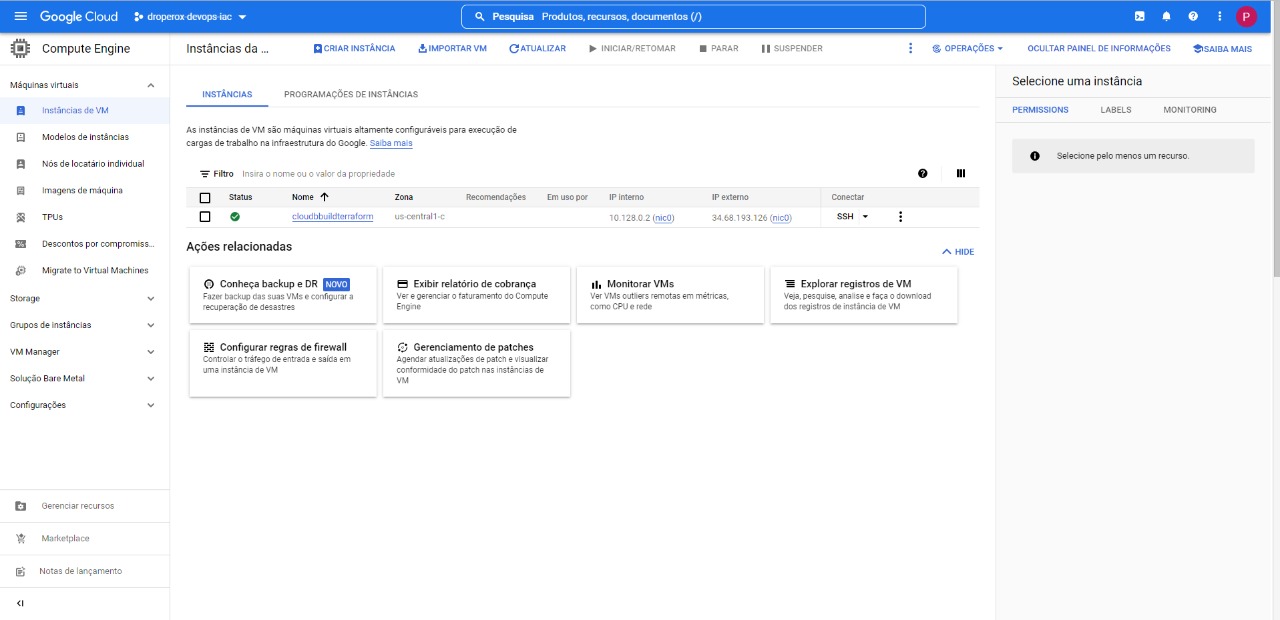 Google Cloud
droperox-devops-iac
Pesquisa Produtos, recursos, documentos (/)
P
Compute Engine
Instâncias da ...
CRIAR INSTÂNCIA
IMPORTAR VM
ATUALIZAR
INICIAR/RETOMAR
PARAR
SUSPENDER
OPERAÇÕES
OCULTAR PAINEL DE INFORMAÇÕES
SAIBA MAIS
Máquinas virtuais
Instâncias de VM
Modelos de instâncias
Nós de locatário individual
Imagens de máquina
TPUs
Descontos por compromiss...
Migrate to Virtual Machines
Storage
Grupos de instâncias
VM Manager
Solução Bare Metal
Configurações
Gerenciar recursos
Marketplace
Notas de lançamento
INSTÂNCIAS
PROGRAMAÇÕES DE INSTÂNCIAS
As instâncias de VM são máquinas virtuais altamente configuráveis para execução de
cargas de trabalho na infraestrutura do Google. Saiba mais
Filtro Insira o nome ou o valor da propriedade
Status Nome Zona Recomendações Em uso por IP interno IP externo Conectar
cloudbbuildterraform us-central1-c 10.128.0.2 (nic0) 34.68.193.126 (nic0) SSH
Ações relacionadas
HIDE
Conheça backup e DR NOVO
Fazer backup das suas VMs e configurar a
recuperação de desastres
Exibir relatório de cobrança
Ver e gerenciar o faturamento do Compute
Engine
Monitorar VMs
Ver VMs outliers remotas em métricas,
como CPU e rede
Explorar registros de VM
Veja, pesquise, analise e faça o download
dos registros de instância de VM
Configurar regras de firewall
Controlar o tráfego de entrada e saída em
uma instância de VM
Gerenciamento de patches
Agendar atualizações de patch e visualizar
conformidade do patch nas instâncias de
VM
Selecione uma instância
PERMISSIONS
LABELS
MONITORING
Selecione pelo menos um recurso.